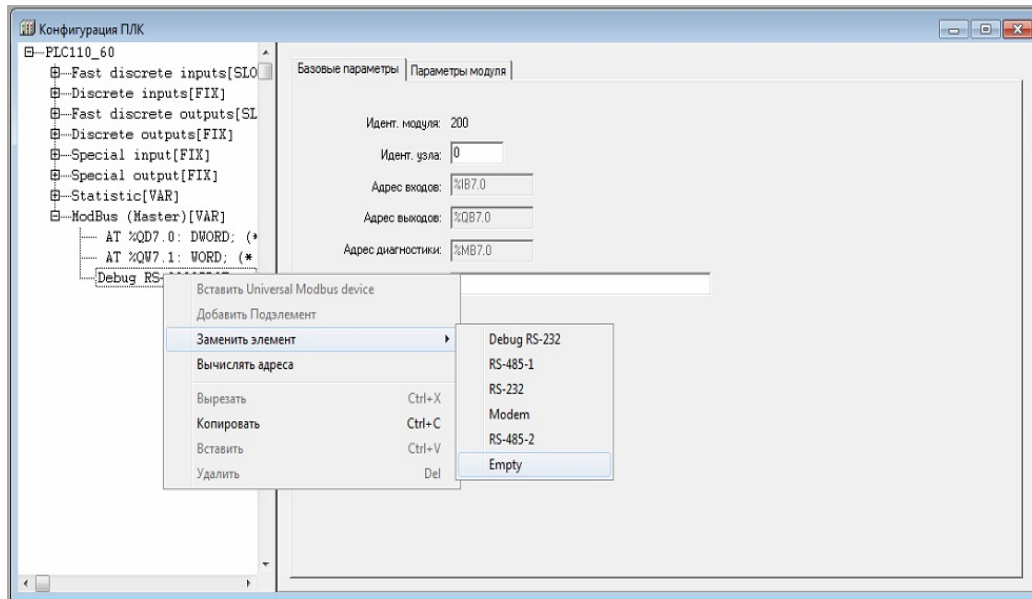 Конфигурация ПЛК
PLC110_60
Fast discrete inputs[SLO
Discrete inputs[FIX]
Fast discrete outputs[SL
Discrete outputs[FIX]
Special input[FIX]
Special output[FIX]
Statistic[VAR]
ModBus (Master)[VAR]
AT %QD7.0: DWORD; (*
AT %QW7.1: WORD; (*
Debug RS-
Базовые параметры
Параметры модуля
Идент. модуля: 200
Идент. узла: 0
Адрес входов: %IB7.0
Адрес выходов: %QB7.0
Адрес диагностики: %MB7.0
Вставить Universal Modbus device
Добавить Подэлемент
Заменить элемент
Вычислять адреса
Вырезать Ctrl+X
Копировать Ctrl+C
Вставить Ctrl+V
Удалить Del
Debug RS-232
RS-485-1
RS-232
Modem
RS-485-2
Empty